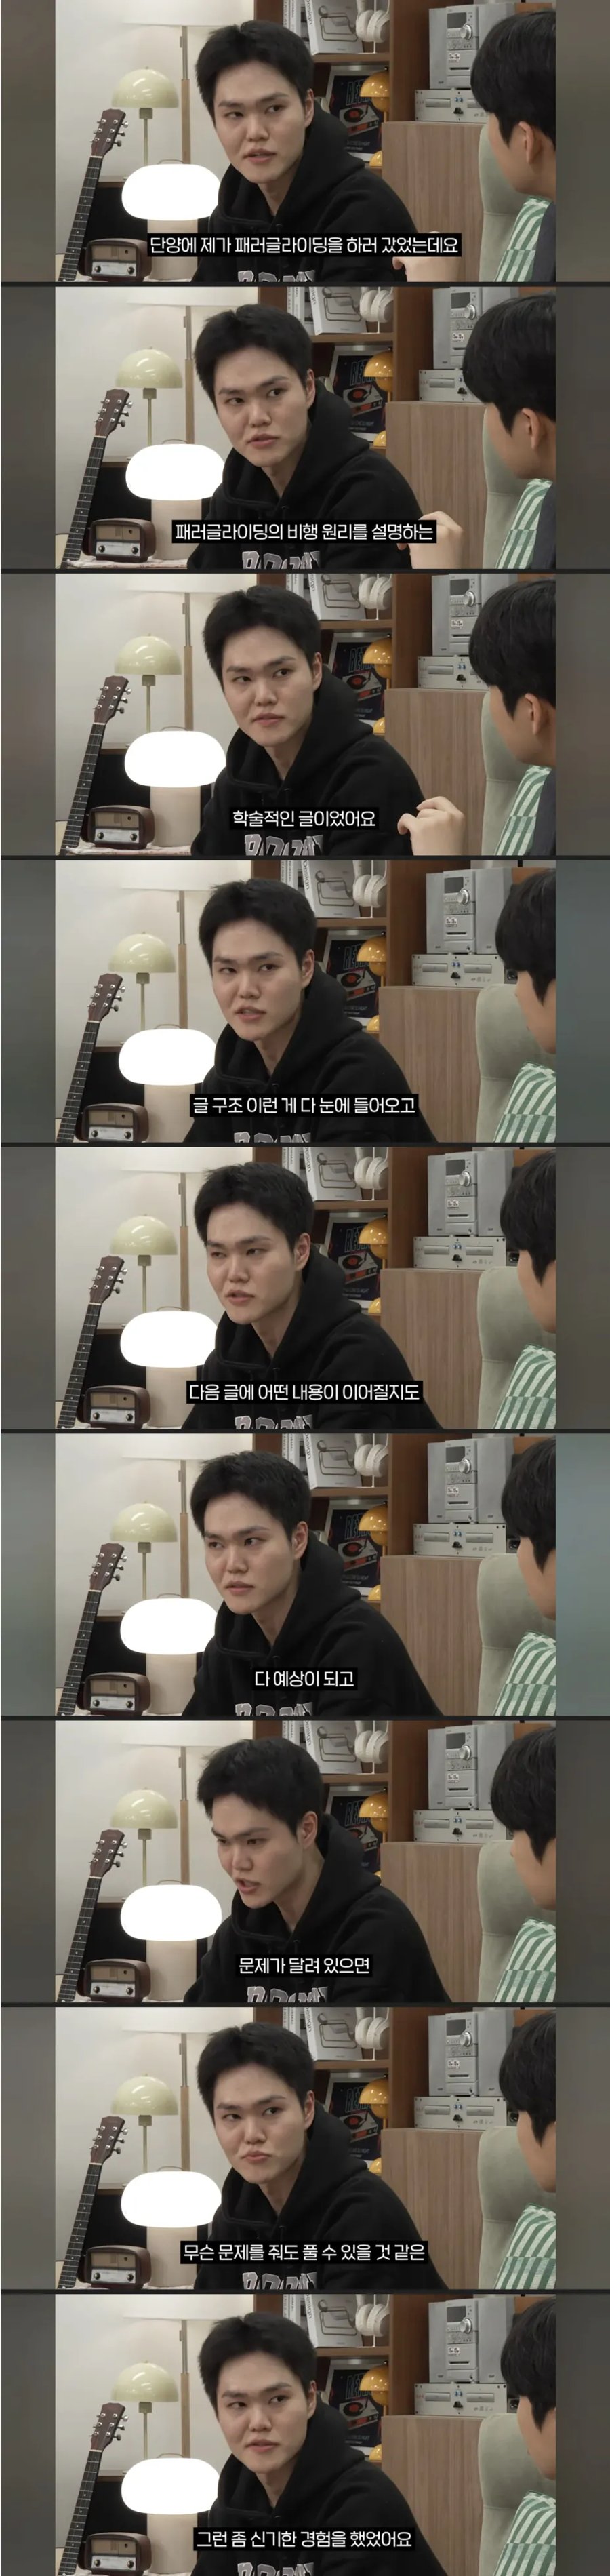 단양에 제가 패러글라이딩을 하러 갔었는데요
패러글라이딩의 비행 원리를 설명하는
학술적인 글이었어요
글 구조 이런 게 다 눈에 들어오고
다음 글에 어떤 내용이 이어질지도
다 예상이 되고
문제가 달려 있으면
무슨 문제를 줘도 풀 수 있을 것 같은
그런 좀 신기한 경험을 했었어요